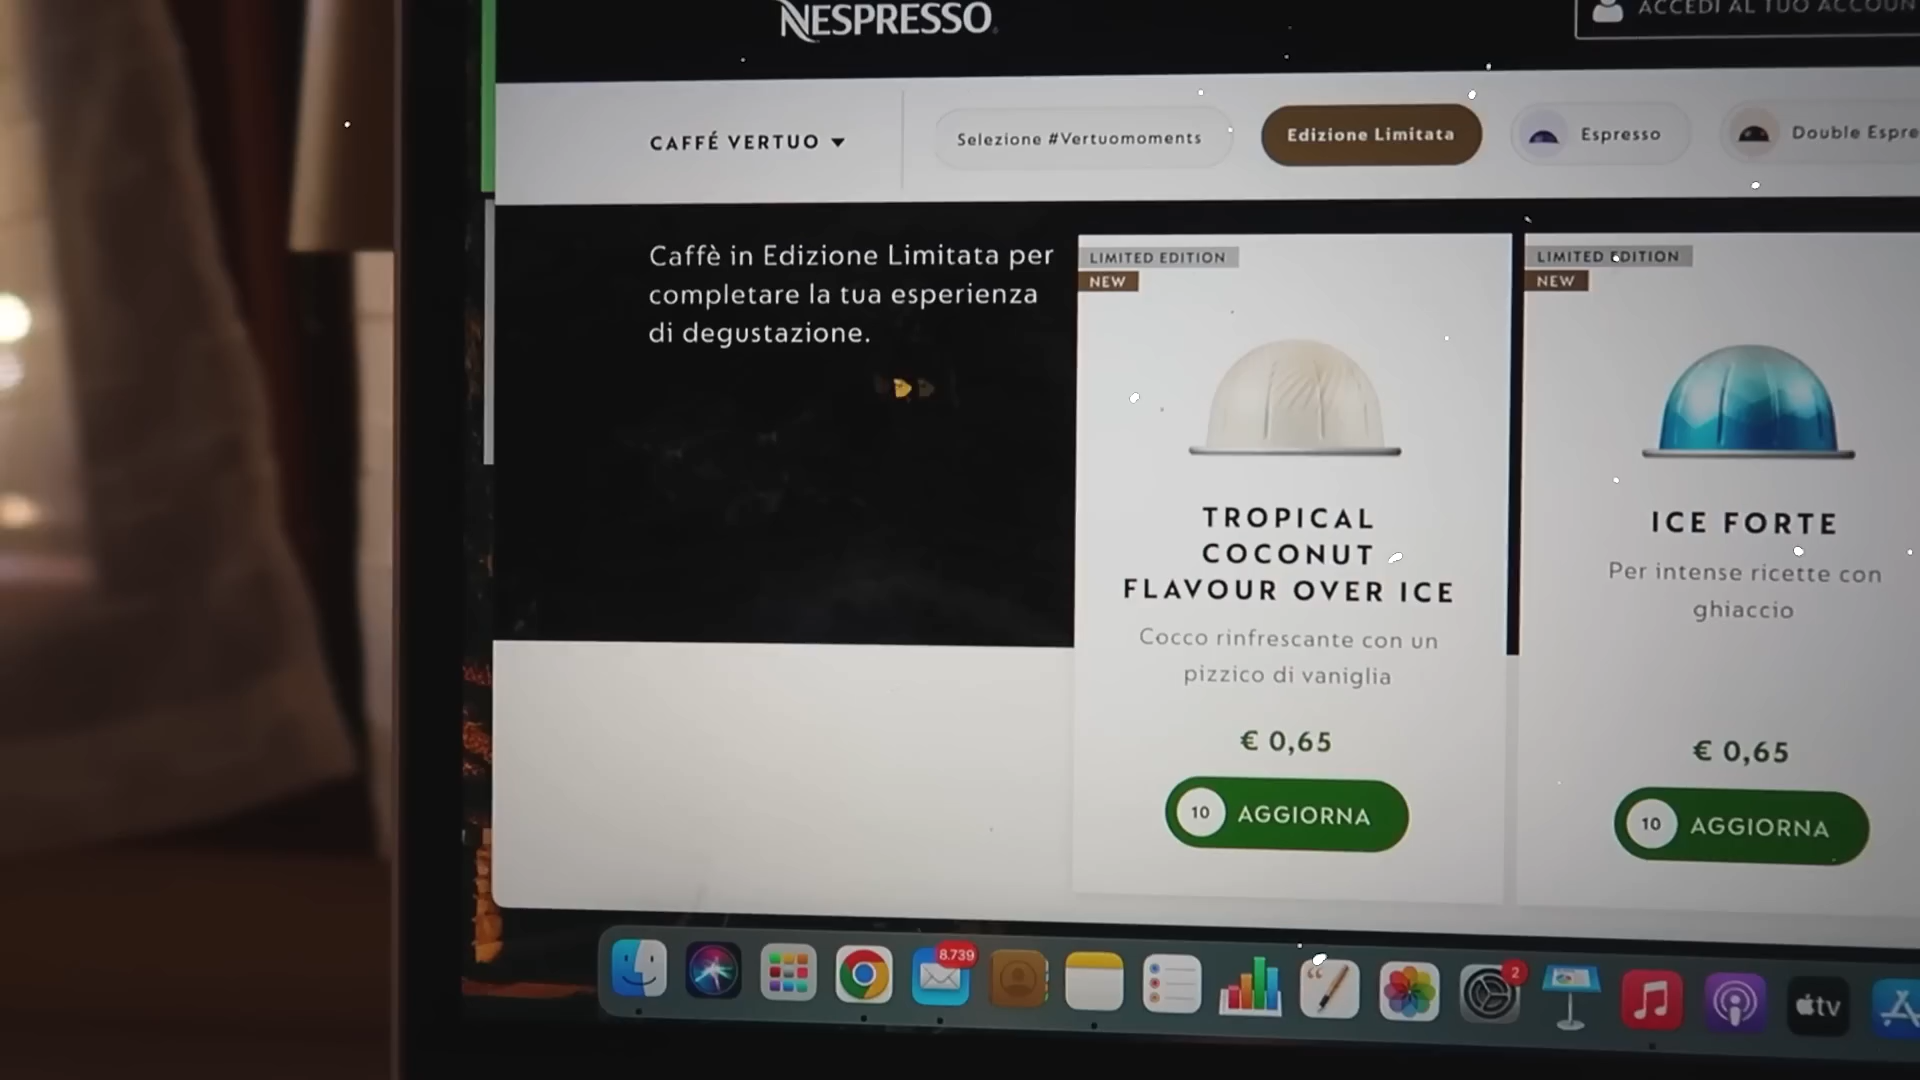 NESPRESSO
ACCEDI AL TUO ACCOUN
CAFFÉ VERTUO
Selezione #Vertuomoments
Edizione Limitata
Espresso
Double Espre
Caffè in Edizione Limitata per
completare la tua esperienza
di degustazione.
LIMITED EDITION
NEW
TROPICAL
COCONUT
FLAVOUR OVER ICE
Cocco rinfrescante con un
pizzico di vaniglia
€ 0,65
10 AGGIORNA
LIMITED EDITION
NEW
ICE FORTE
Per intense ricette con
ghiaccio
€ 0,65
10 AGGIORNA
8.739
2
tv